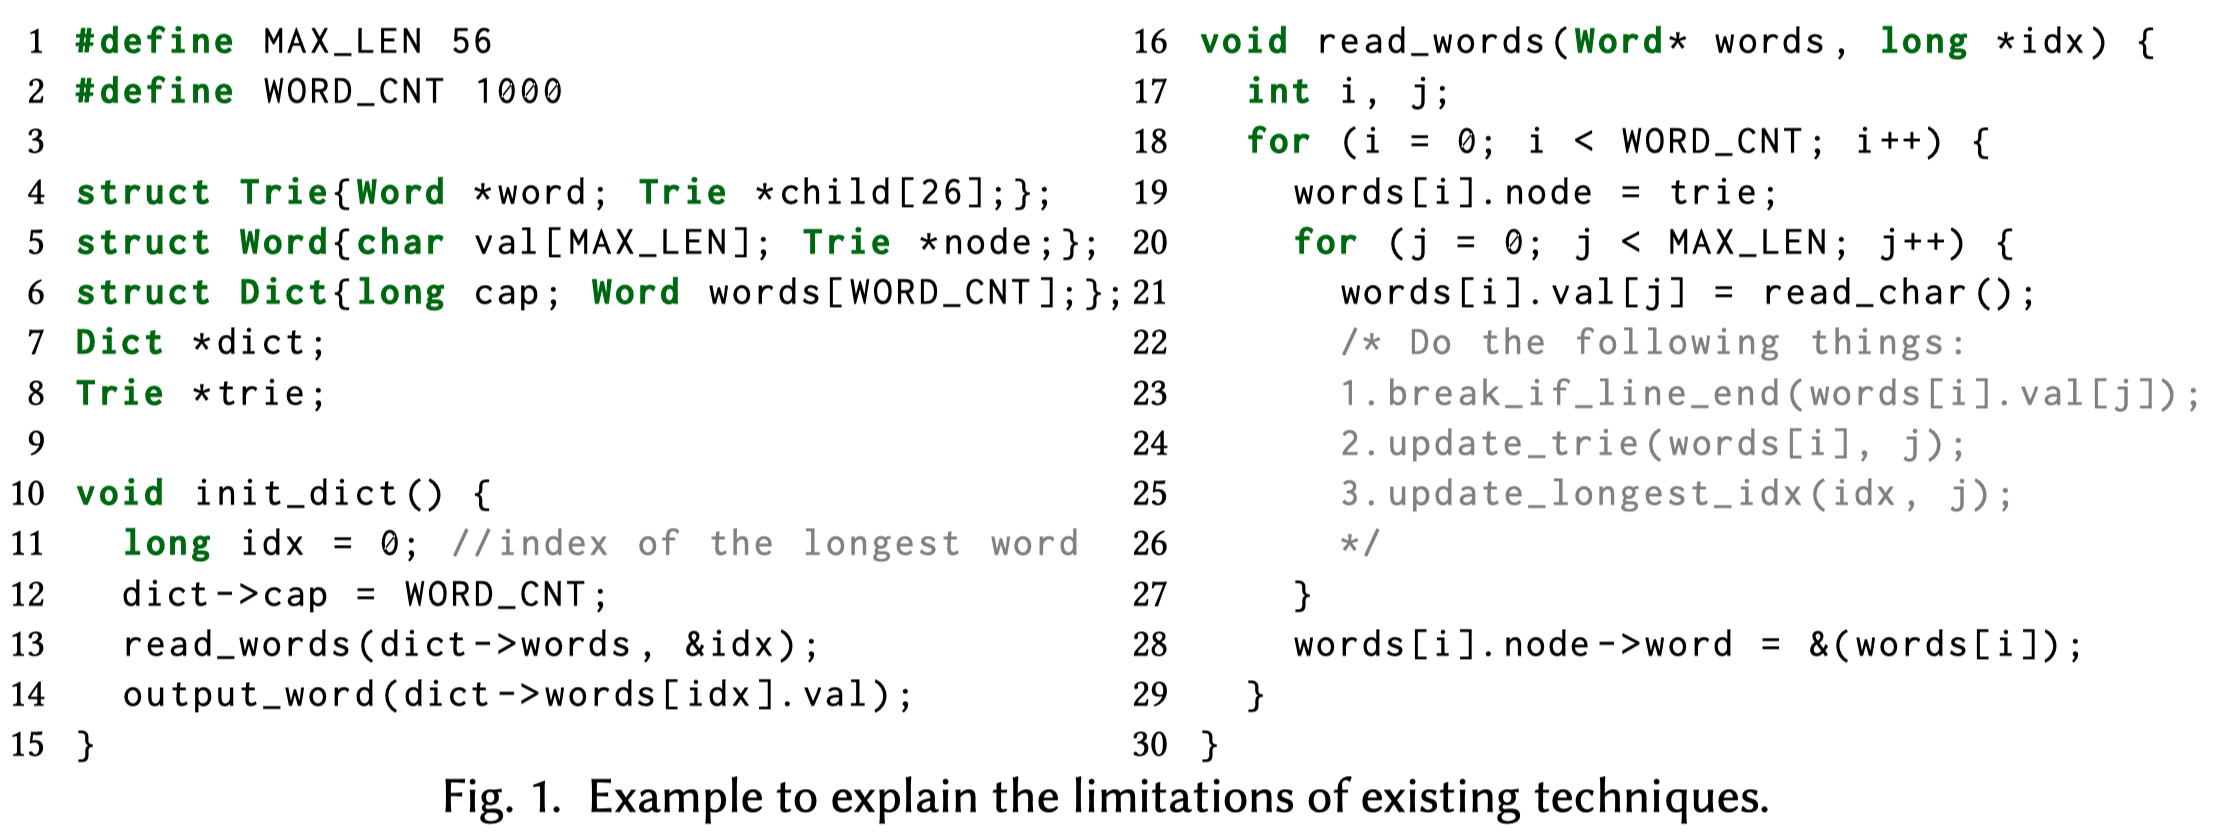 1 #define MAX_LEN 56
2 #define WORD_CNT 1000
3
4 struct Trie{Word *word; Trie *child[26];};
5 struct Word{char val[MAX_LEN]; Trie *node;};
6 struct Dict{long cap; Word words[WORD_CNT];};
7 Dict *dict;
8 Trie *trie;
9
10 void init_dict() {
11   long idx = 0; //index of the longest word
12   dict->cap = WORD_CNT;
13   read_words(dict->words, &idx);
14   output_word(dict->words[idx].val);
15 }
16 void read_words(Word* words, long *idx) {
17   int i, j;
18   for (i = 0; i < WORD_CNT; i++) {
19     words[i].node = trie;
20     for (j = 0; j < MAX_LEN; j++) {
21       words[i].val[j] = read_char();
22       /* Do the following things:
23       1.break_if_line_end(words[i].val[j]);
24       2.update_trie(words[i], j);
25       3.update_longest_idx(idx, j);
26       */
27     }
28     words[i].node->word = &(words[i]);
29   }
30 }
Fig. 1. Example to explain the limitations of existing techniques.